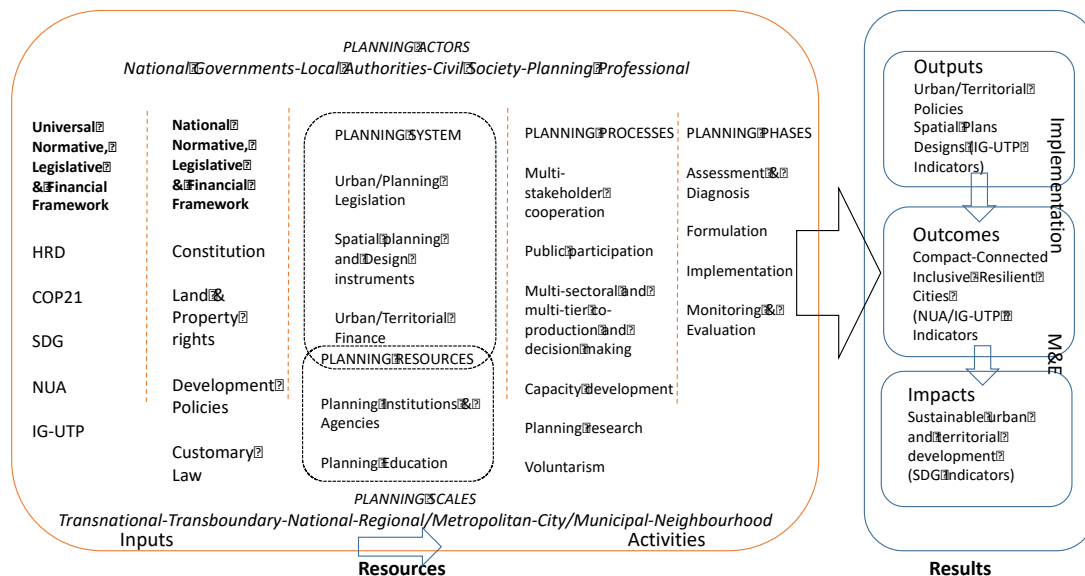 PLANNING ACTORS
National Governments-Local Authorities-Civil Society-Planning Professional
Universal
Normative,
Legislative
& Financial
Framework
HRD
COP21
SDG
NUA
IG-UTP
National
Normative,
Legislative
& Financial
Framework
Constitution
Land &
Property
rights
Development
Policies
Customary
Law
PLANNING SYSTEM
Urban/Planning
Legislation
Spatial planning
and Design
instruments
Urban/Territorial
Finance
PLANNING RESOURCES
Planning Institutions &
Agencies
Planning Education
PLANNING PROCESSES
Multi-
stakeholder
cooperation
Public participation
Multi-sectoral and
multi-tier co-
production and
decision making
Capacity development
Planning research
Voluntarism
PLANNING PHASES
Assessment &
Diagnosis
Formulation
Implementation
Monitoring &
Evaluation
PLANNING SCALES
Transnational-Transboundary-National-Regional/Metropolitan-City/Municipal-Neighbourhood
Inputs
Activities
Resources
Outputs
Urban/Territorial
Policies
Spatial Plans
Designs (IG-UTP
Indicators)
Implementation
Outcomes
Compact-Connected
Inclusive-Resilient
Cities
(NUA/IG-UTP
Indicators
M&E
Impacts
Sustainable urban
and territorial
development
(SDG Indicators)
Results